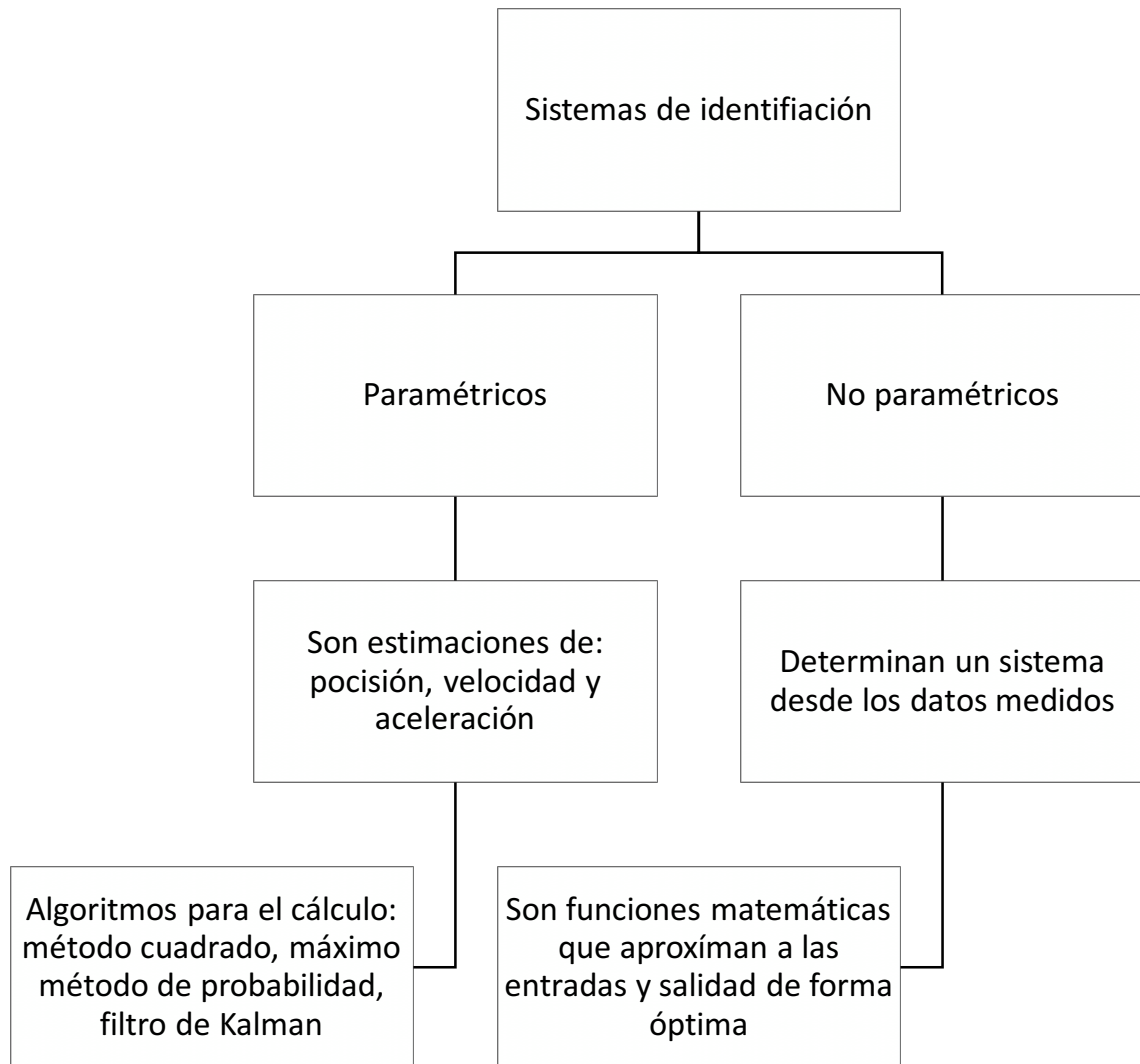 Sistemas de identifiación
Paramétricos
No paramétricos
Son estimaciones de:
pocisión, velocidad y
aceleración
Determinan un sistema
desde los datos medidos
Algoritmos para el cálculo:
método cuadrado, máximo
método de probabilidad,
filtro de Kalman
Son funciones matemáticas
que aproxíman a las
entradas y salidad de forma
óptima